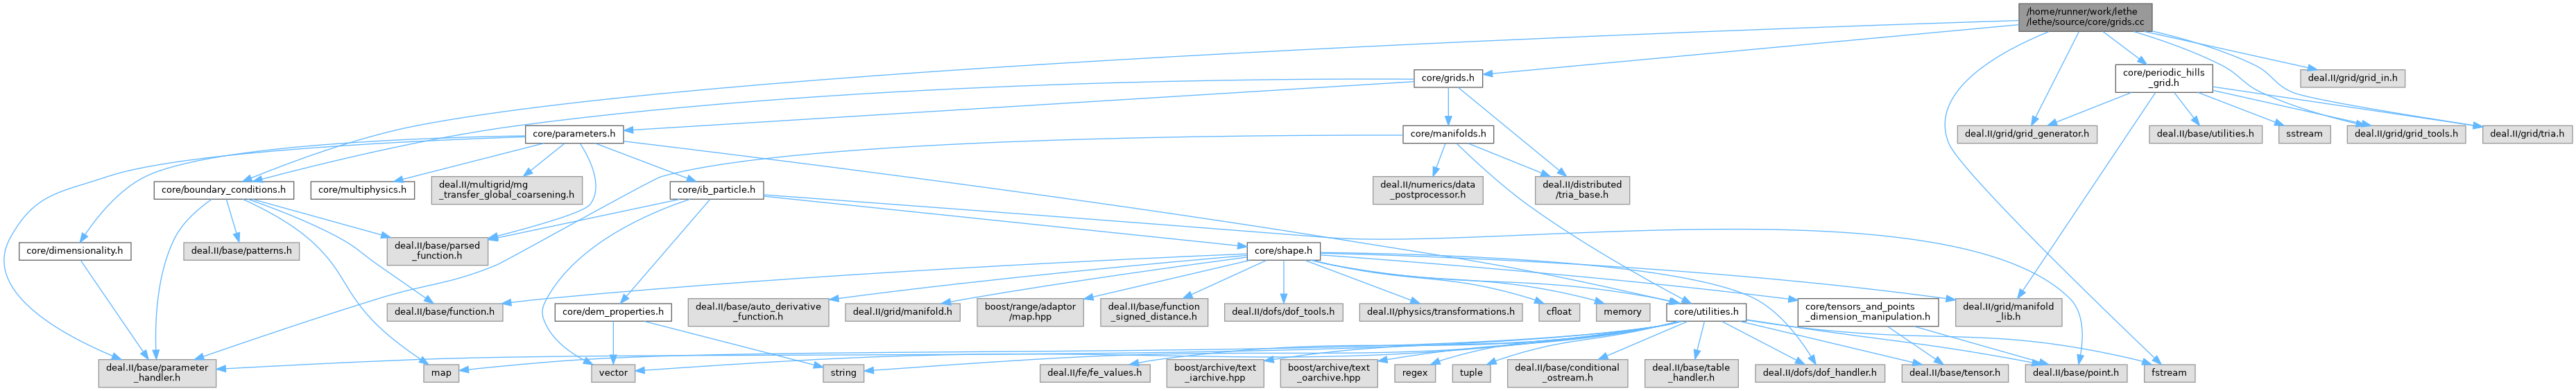 /home/runner/work/lethe
/lethe/source/core/grids.cc
core/grids.h
core/periodic_hills
_grid.h
deal.II/grid/grid_in.h
core/parameters.h
core/manifolds.h
deal.II/grid/grid_generator.h
deal.II/base/utilities.h
sstream
deal.II/grid/grid_tools.h
deal.II/grid/tria.h
core/boundary_conditions.h
core/multiphysics.h
deal.II/multigrid/mg
_transfer_global_coarsening.h
core/ib_particle.h
deal.II/numerics/data
_postprocessor.h
deal.II/distributed
/tria_base.h
core/dimensionality.h
deal.II/base/patterns.h
deal.II/base/parsed
_function.h
core/shape.h
deal.II/base/function.h
core/dem_properties.h
deal.II/base/auto_derivative
_function.h
deal.II/grid/manifold.h
boost/range/adaptor
/map.hpp
deal.II/base/function
_signed_distance.h
deal.II/dofs/dof_tools.h
deal.II/physics/transformations.h
cfloat
memory
core/utilities.h
core/tensors_and_points
_dimension_manipulation.h
deal.II/grid/manifold
_lib.h
deal.II/base/parameter
_handler.h
map
vector
string
deal.II/fe/fe_values.h
boost/archive/text
_iarchive.hpp
boost/archive/text
_oarchive.hpp
regex
tuple
deal.II/base/conditional
_ostream.h
deal.II/base/table
_handler.h
deal.II/dofs/dof_handler.h
deal.II/base/tensor.h
deal.II/base/point.h
fstream